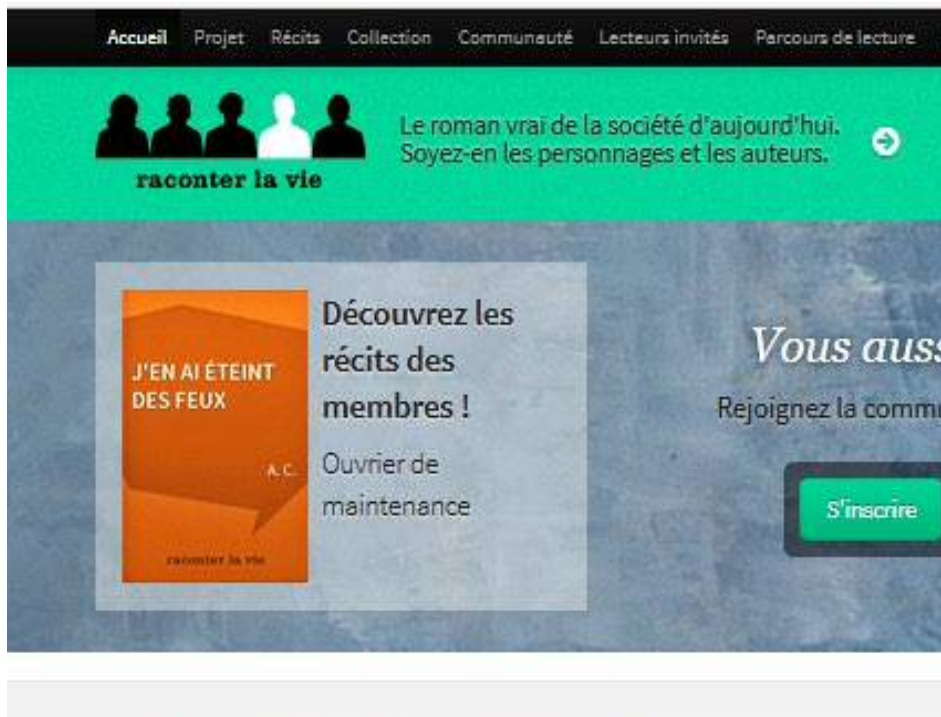 Accueil Projet Récits Collection Communauté Lecteurs invités Parcours de lecture
raconter la vie
Le roman vrai de la société d'aujourd'hui.
Soyez-en les personnages et les auteurs.
J'EN AI ÉTEINT
DES FEUX
A. C.
raconter la vie
Découvrez les
récits des
membres !
Ouvrier de
maintenance
Vous auss
Rejoignez la comm
S'inscrire